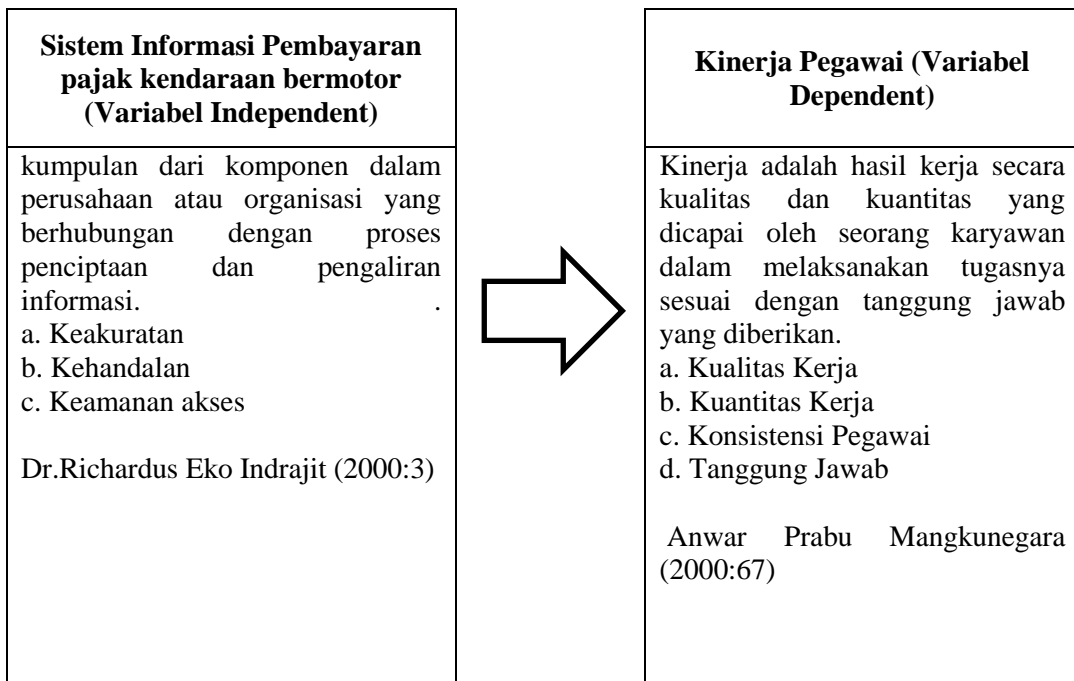 Sistem Informasi Pembayaran
pajak kendaraan bermotor
(Variabel Independent)
kumpulan dari komponen dalam
perusahaan atau organisasi yang
berhubungan dengan proses
penciptaan dan pengaliran
informasi. .
a. Keakuratan
b. Kehandalan
c. Keamanan akses
Dr.Richardus Eko Indrajit (2000:3)
Kinerja Pegawai (Variabel
Dependent)
Kinerja adalah hasil kerja secara
kualitas dan kuantitas yang
dicapai oleh seorang karyawan
dalam melaksanakan tugasnya
sesuai dengan tanggung jawab
yang diberikan.
a. Kualitas Kerja
b. Kuantitas Kerja
c. Konsistensi Pegawai
d. Tanggung Jawab
Anwar Prabu Mangkunegara
(2000:67)